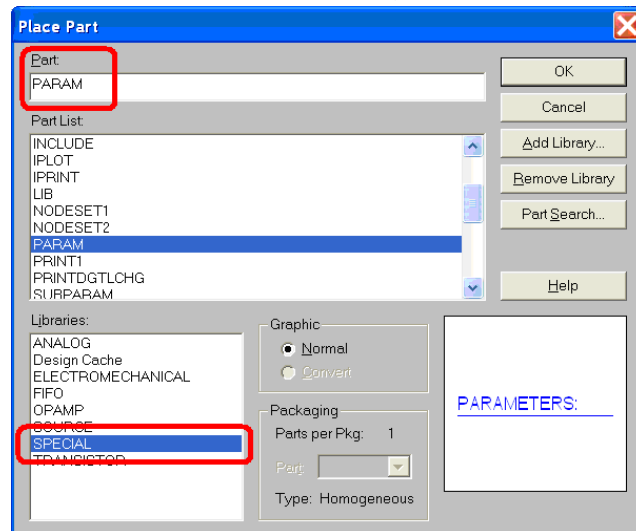 Place Part
Part:
PARAM
OK
Cancel
Add Library...
Remove Library
Part Search...
Help
Part List:
INCLUDE
IPLOT
IPRINT
LIB
NODESET1
NODESET2
PARAM
PRINT1
PRINTDGTLCHG
SUBPARAM
Libraries:
ANALOG
Design Cache
ELECTROMECHANICAL
FIFO
OPAMP
SOURCE
SPECIAL
TRANSISTOR
Graphic
Normal
Convert
Packaging
Parts per Pkg: 1
Part:
Type: Homogeneous
PARAMETERS: